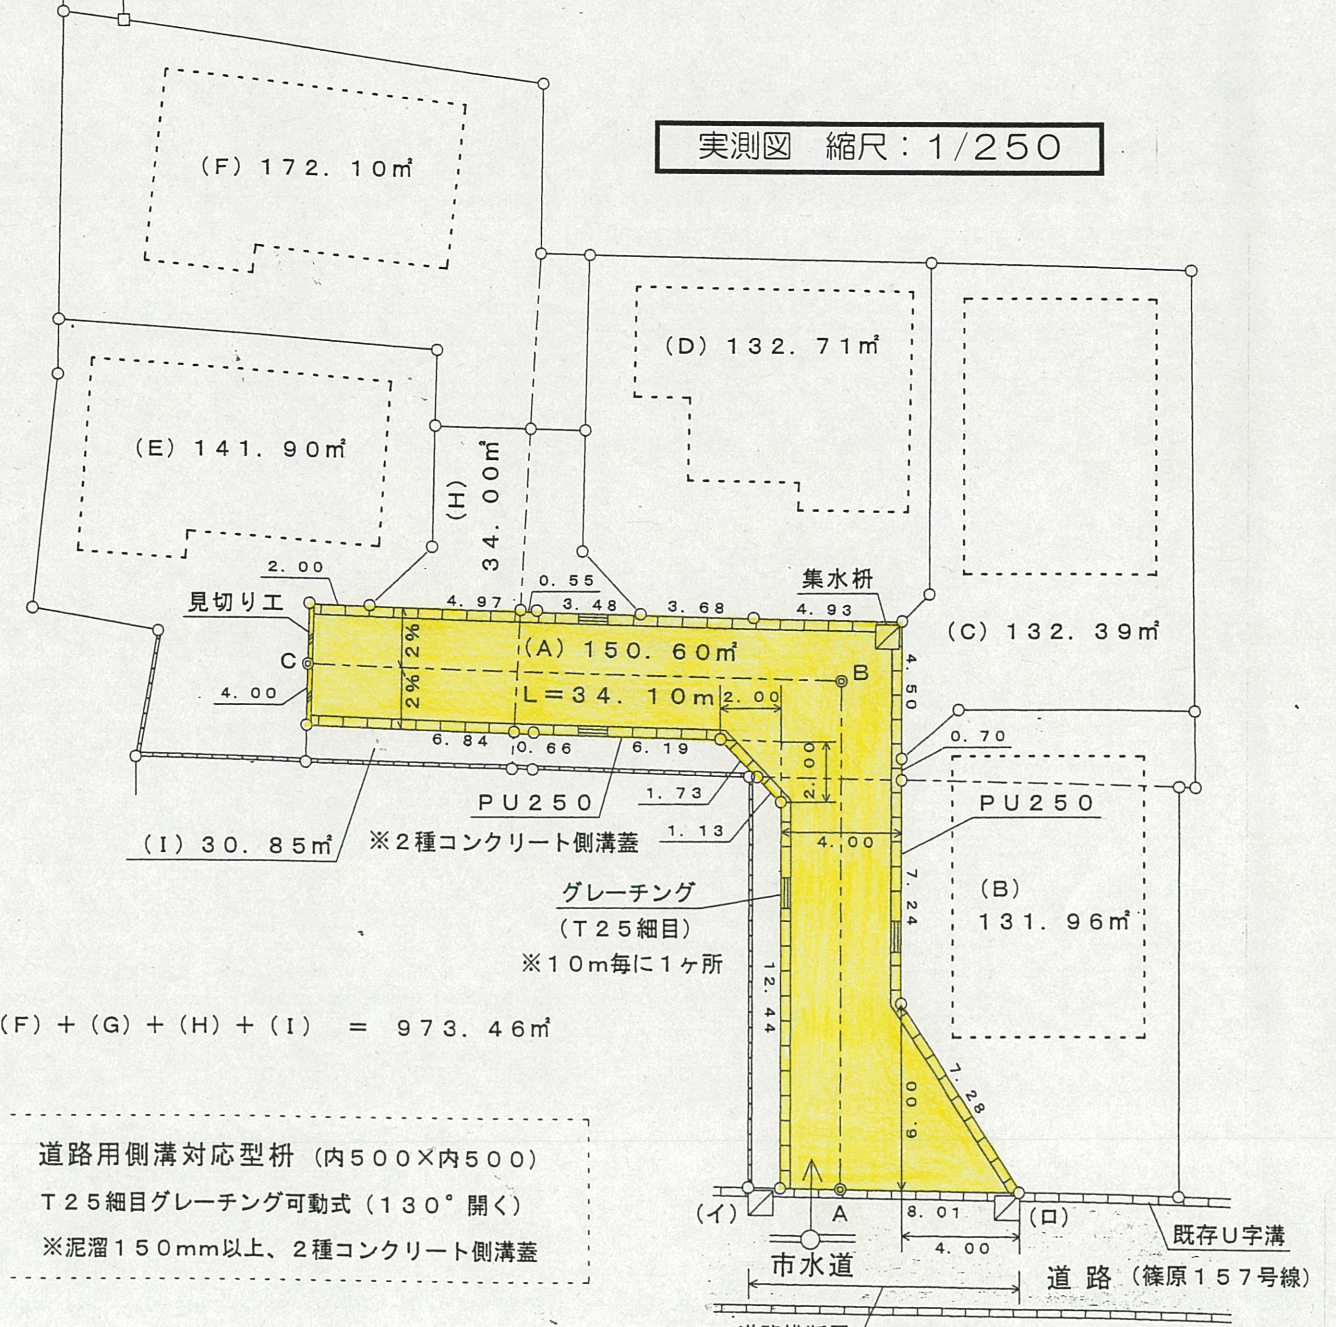 実測図 縮尺：1/250
(F) 172.10㎡
(D) 132.71㎡
(E) 141.90㎡
(H)
34.00㎡
2.00
見切り工
4.97
0.55
3.48
3.68
4.93
集水枡
(C) 132.39㎡
C
2%
2%
(A) 150.60㎡
B
4.50
4.00
L=34.10m
2.00
6.84
0.66
6.19
2.00
0.70
1.73
PU250
PU250
(I) 30.85㎡
※2種コンクリート側溝蓋
1.13
4.00
グレーチング
(T25細目)
※10m毎に1ヶ所
7.24
(B)
131.96㎡
12.44
(F)+(G)+(H)+(I) = 973.46㎡
7.28
6.00
道路用側溝対応型枡 (内500×内500)
T25細目グレーチング可動式 (130°開く)
※泥溜150mm以上、2種コンクリート側溝蓋
(イ)
A
8.01
(ロ)
4.00
既存U字溝
市水道
道路 (篠原157号線)